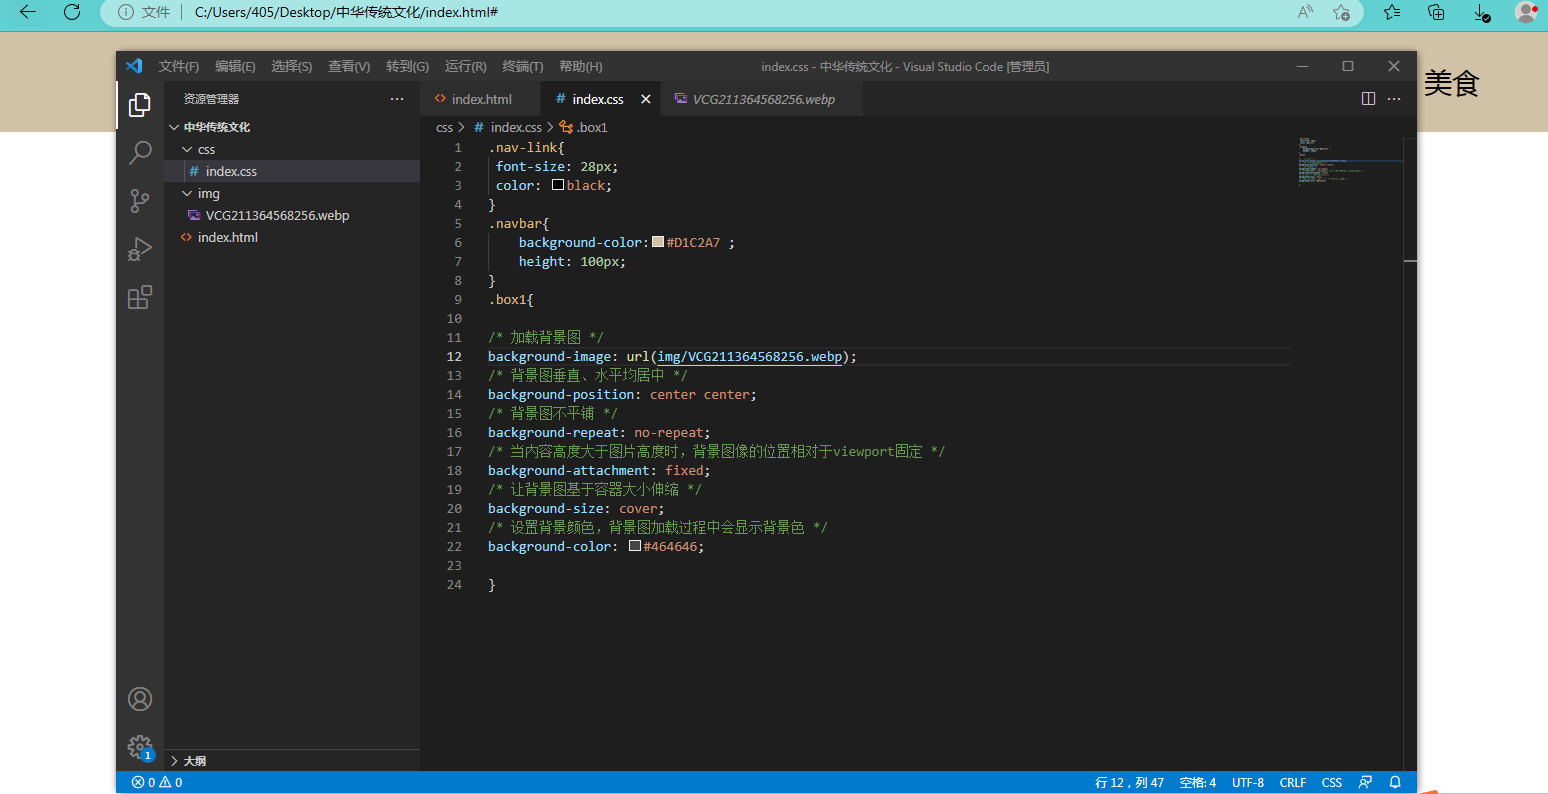 文件 C:/Users/405/Desktop/中华传统文化/index.html#
美食
文件(F) 编辑(E) 选择(S) 查看(V) 转到(G) 运行(R) 终端(T) 帮助(H) index.css - 中华传统文化 - Visual Studio Code [管理员]
资源管理器
index.html index.css VCG211364568256.webp
中华传统文化
css
index.css
img
VCG211364568256.webp
index.html
css > # index.css > .box1
1 .nav-link{
2 font-size: 28px;
3 color: black;
4 }
5 .navbar{
6 background-color: #D1C2A7 ;
7 height: 100px;
8 }
9 .box1{
10
11 /* 加载背景图 */
12 background-image: url(img/VCG211364568256.webp);
13 /* 背景图垂直、水平均居中 */
14 background-position: center center;
15 /* 背景图不平铺 */
16 background-repeat: no-repeat;
17 /* 当内容高度大于图片高度时，背景图像的位置相对于viewport固定 */
18 background-attachment: fixed;
19 /* 让背景图基于容器大小伸缩 */
20 background-size: cover;
21 /* 设置背景颜色，背景图加载过程中会显示背景色 */
22 background-color: #464646;
23
24 }
1
大纲
0 0 行 12，列 47 空格: 4 UTF-8 CRLF CSS